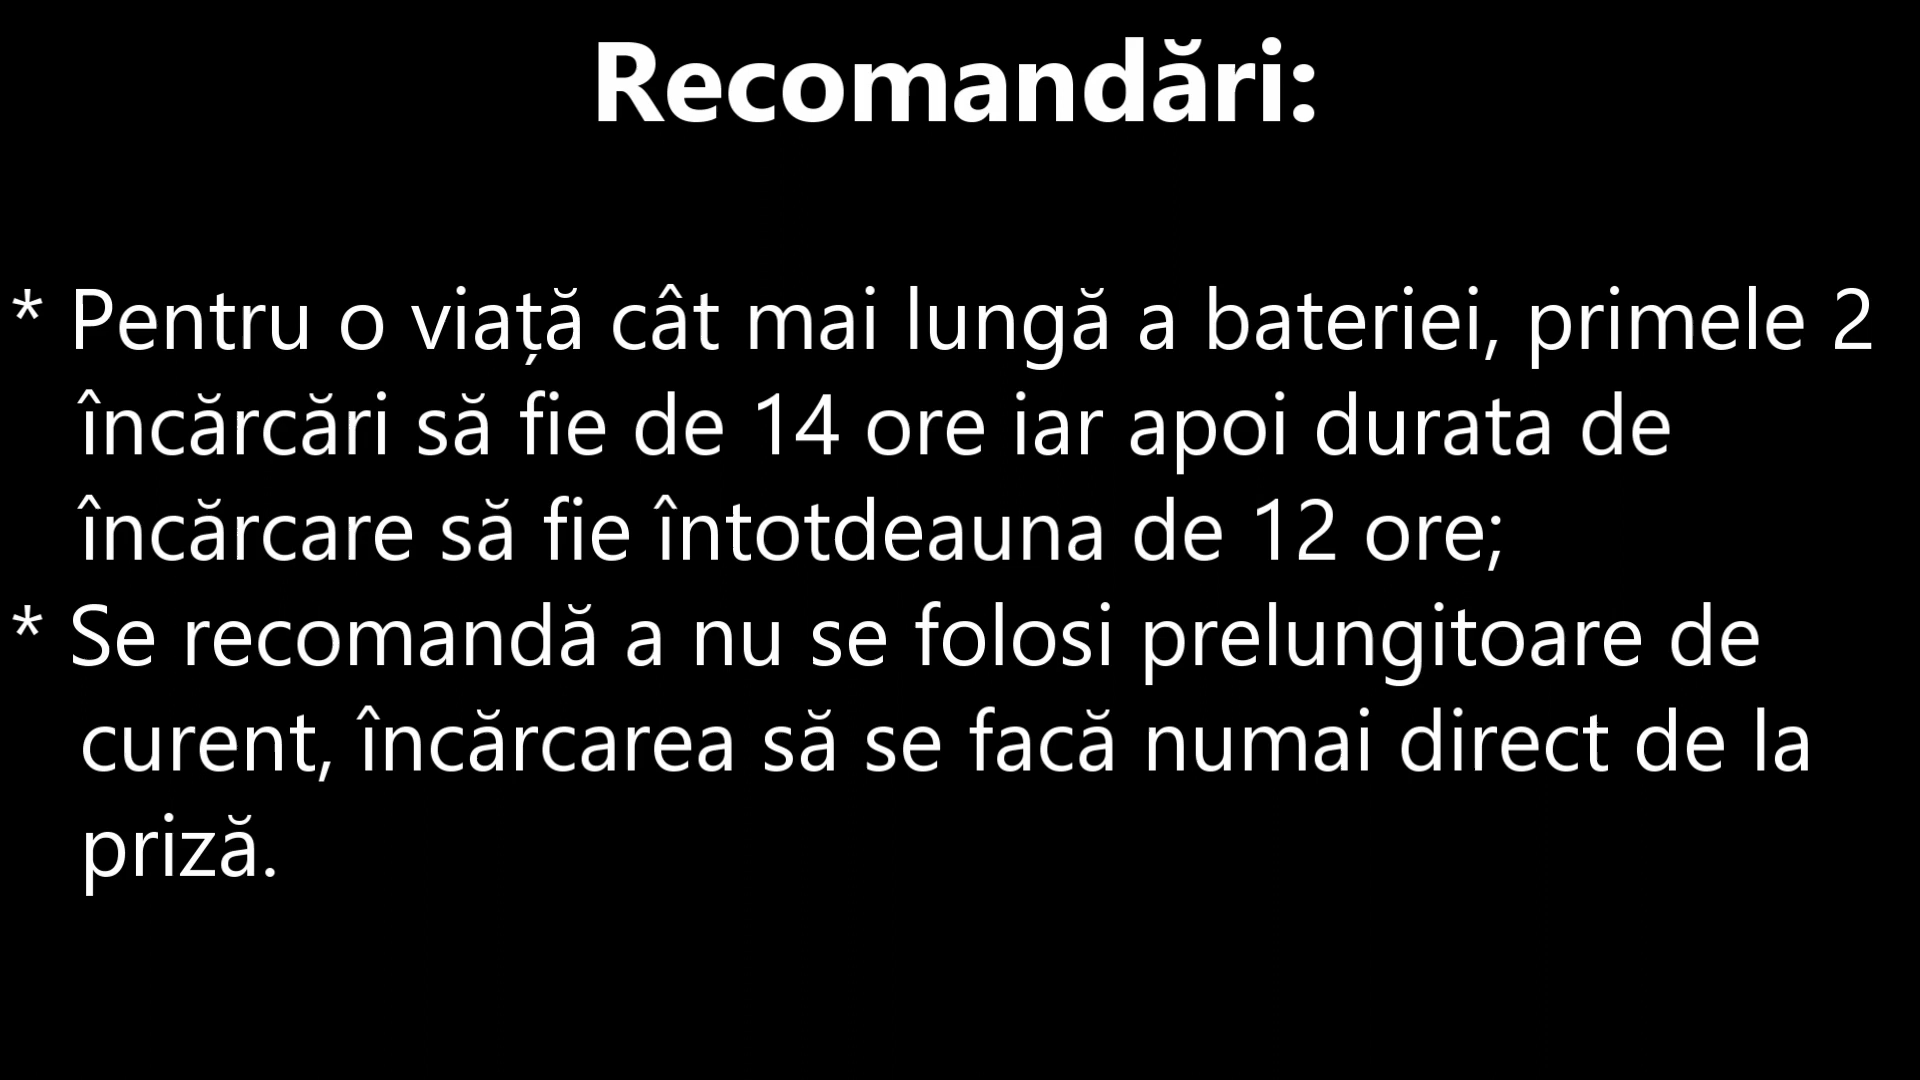 Recomandări:
* Pentru o viață cât mai lungă a bateriei, primele 2
încărcări să fie de 14 ore iar apoi durata de
încărcare să fie întotdeauna de 12 ore;
* Se recomandă a nu se folosi prelungitoare de
curent, încărcarea să se facă numai direct de la
priză.